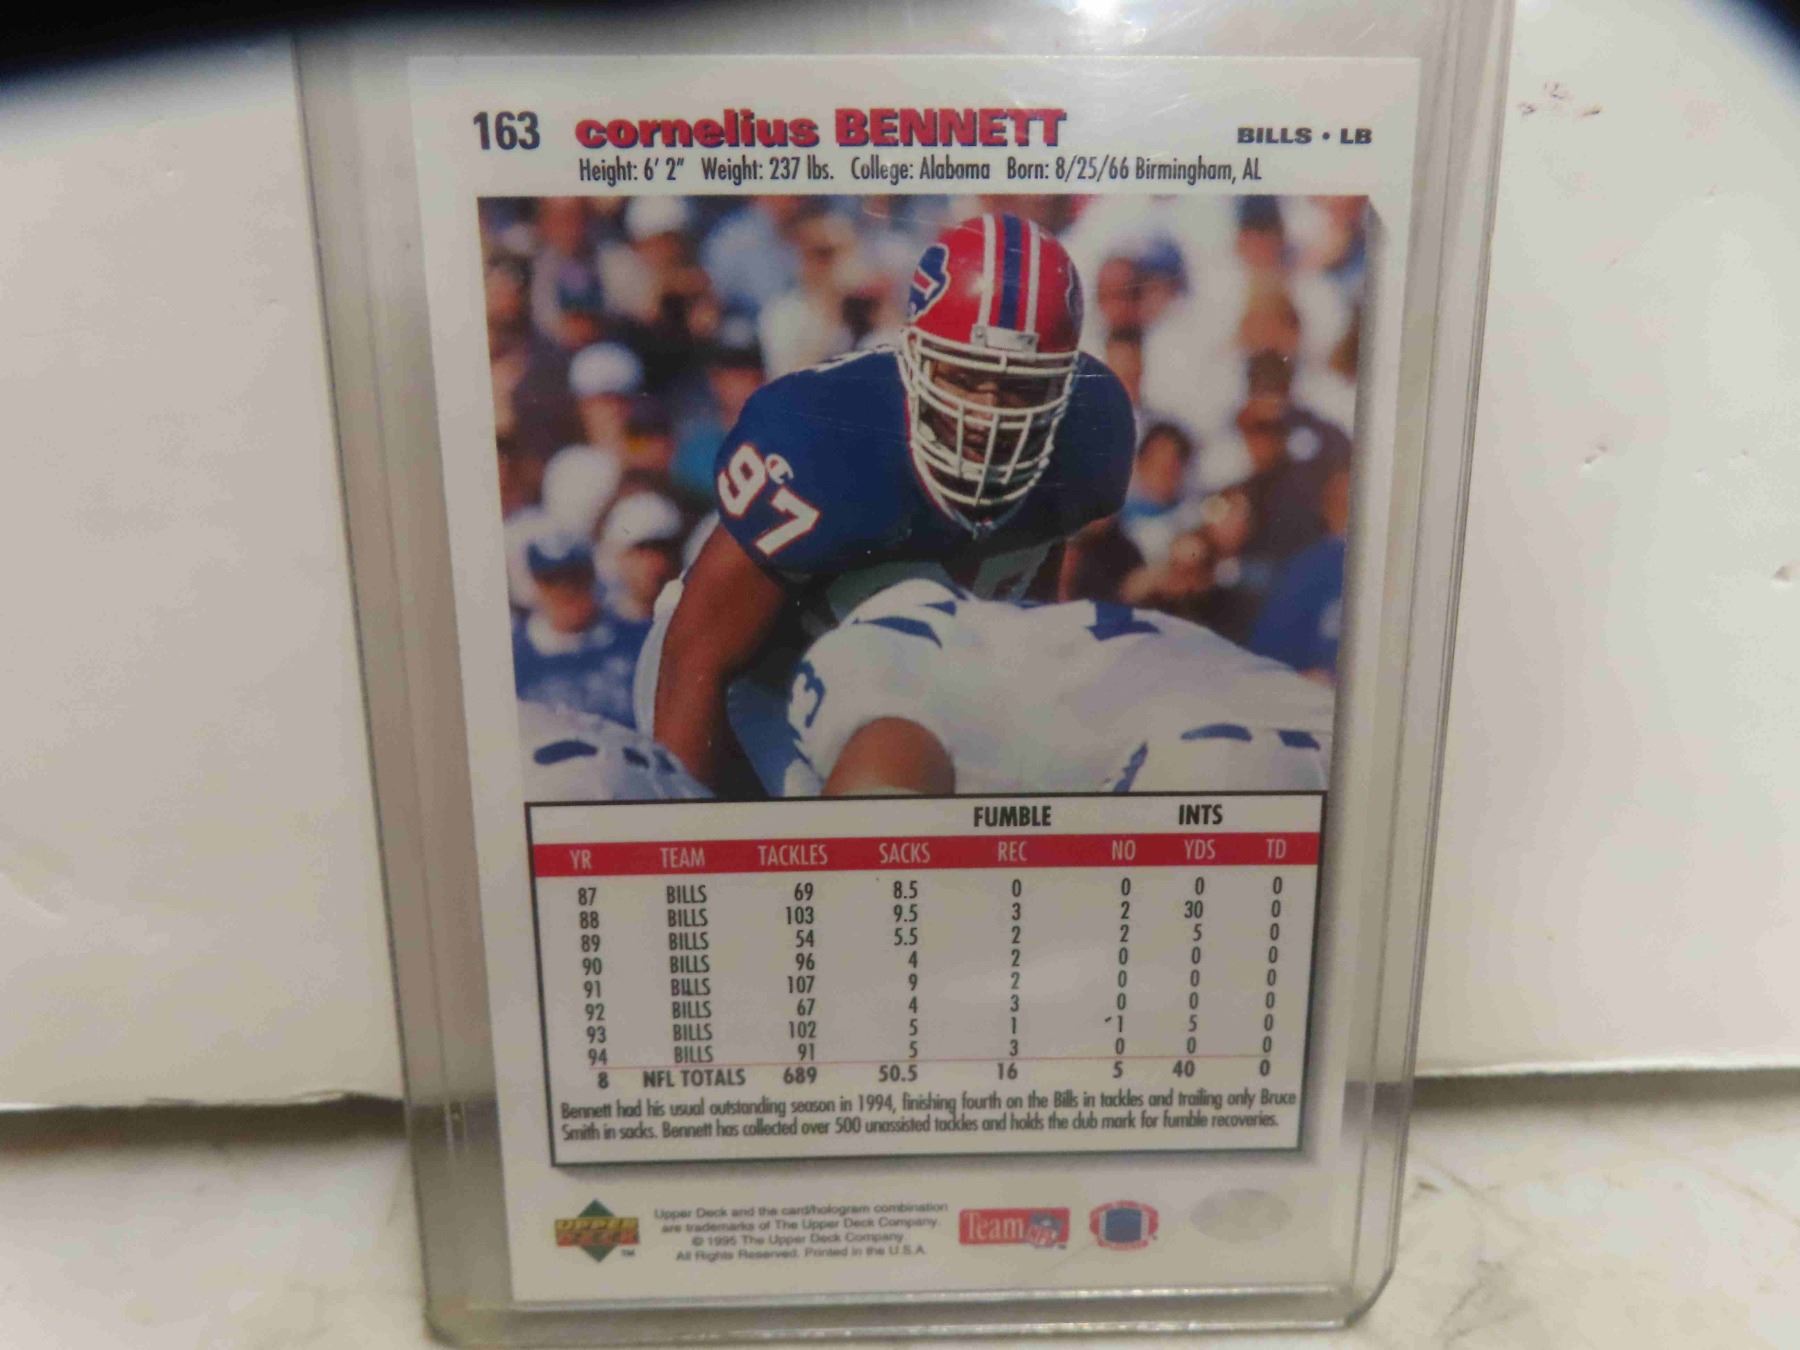 163 cornelius BENNETT BILLS • LB
Height: 6' 2" Weight: 237 lbs. College: Alabama Born: 8/25/66 Birmingham, AL
97
FUMBLE INTS
YR TEAM TACKLES SACKS REC NO YDS TD
87 BILLS 69 8.5 0 0 0 0
88 BILLS 103 9.5 3 2 30 0
89 BILLS 54 5.5 2 2 5 0
90 BILLS 96 4 2 0 0 0
91 BILLS 107 9 2 0 0 0
92 BILLS 67 4 3 0 0 0
93 BILLS 102 5 1 1 5 0
94 BILLS 91 5 3 0 0 0
8 NFL TOTALS 689 50.5 16 5 40 0
Bennett had his usual outstanding season in 1994, finishing fourth on the Bills in tackles and trailing only Bruce
Smith in sacks. Bennett has collected over 500 unassisted tackles and holds the club mark for fumble recoveries.
UPPER DECK TM
Upper Deck and the card/hologram combination
are trademarks of The Upper Deck Company.
© 1995 The Upper Deck Company.
All Rights Reserved. Printed in the U.S.A.
Team NFL